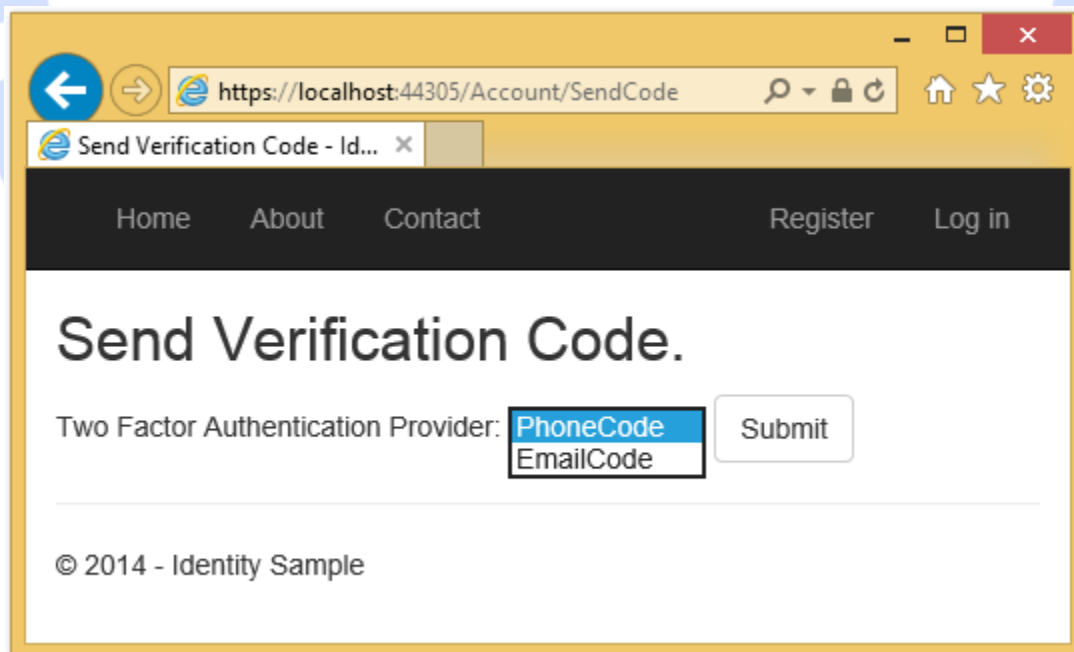 https://localhost:44305/Account/SendCode
Send Verification Code - Id...
Home About Contact Register Log in
Send Verification Code.
Two Factor Authentication Provider: PhoneCode Submit
EmailCode
© 2014 - Identity Sample